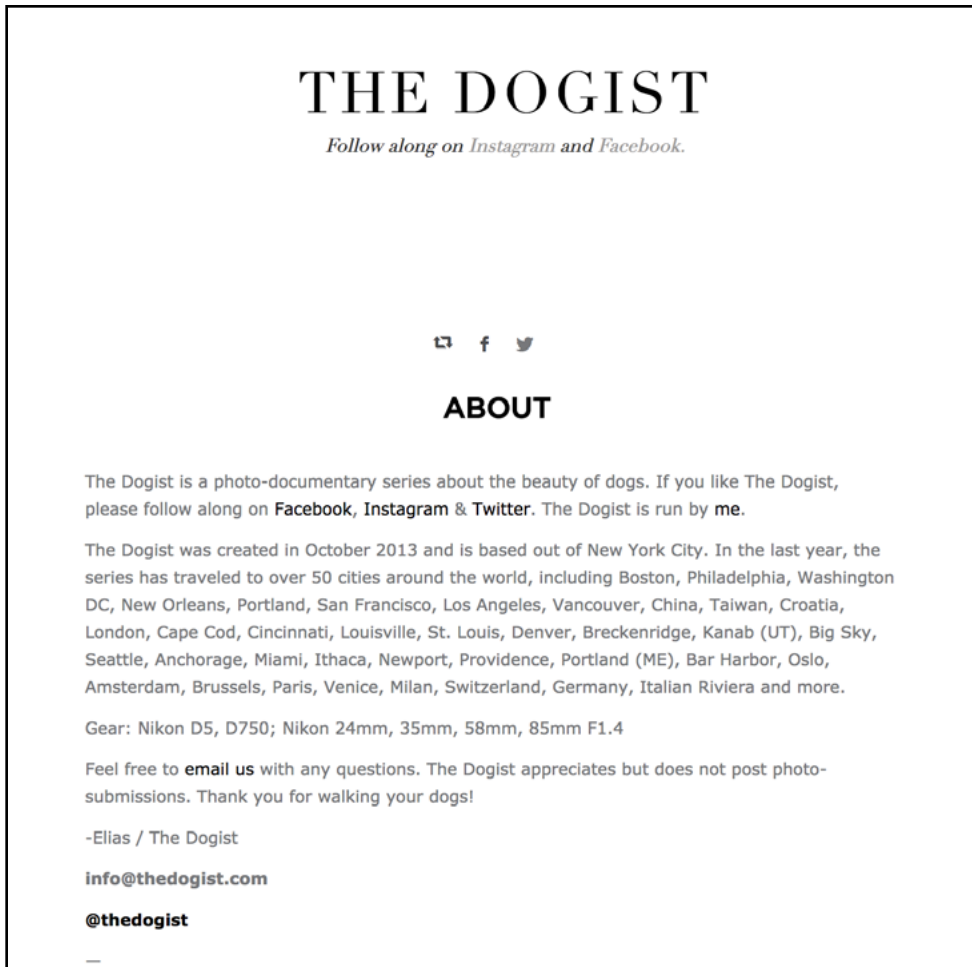 THE DOGIST
Follow along on Instagram and Facebook.
ABOUT
The Dogist is a photo-documentary series about the beauty of dogs. If you like The Dogist,
please follow along on Facebook, Instagram & Twitter. The Dogist is run by me.
The Dogist was created in October 2013 and is based out of New York City. In the last year, the
series has traveled to over 50 cities around the world, including Boston, Philadelphia, Washington
DC, New Orleans, Portland, San Francisco, Los Angeles, Vancouver, China, Taiwan, Croatia,
London, Cape Cod, Cincinnati, Louisville, St. Louis, Denver, Breckenridge, Kanab (UT), Big Sky,
Seattle, Anchorage, Miami, Ithaca, Newport, Providence, Portland (ME), Bar Harbor, Oslo,
Amsterdam, Brussels, Paris, Venice, Milan, Switzerland, Germany, Italian Riviera and more.
Gear: Nikon D5, D750; Nikon 24mm, 35mm, 58mm, 85mm F1.4
Feel free to email us with any questions. The Dogist appreciates but does not post photo-
submissions. Thank you for walking your dogs!
-Elias / The Dogist
info@thedogist.com
@thedogist
—